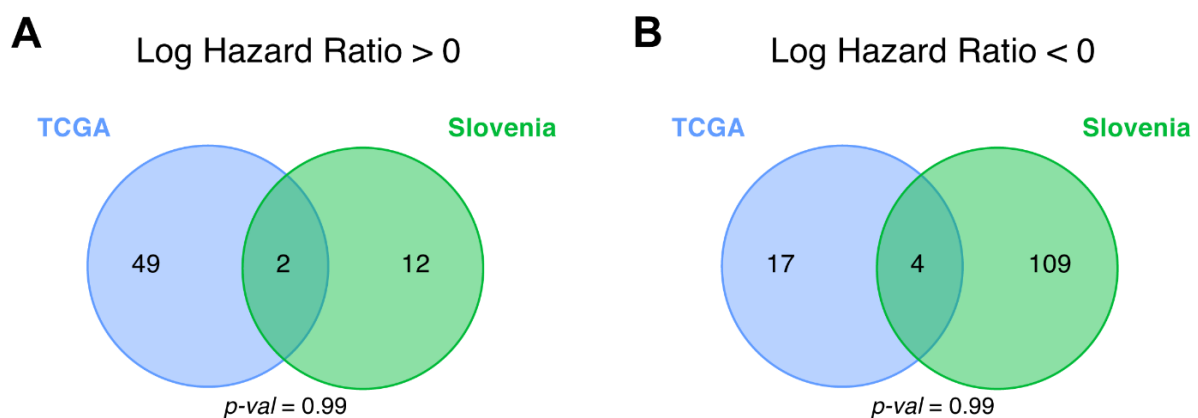 A
Log Hazard Ratio > 0
TCGA
Slovenia
49
2
12
p-val = 0.99
B
Log Hazard Ratio < 0
TCGA
Slovenia
17
4
109
p-val = 0.99